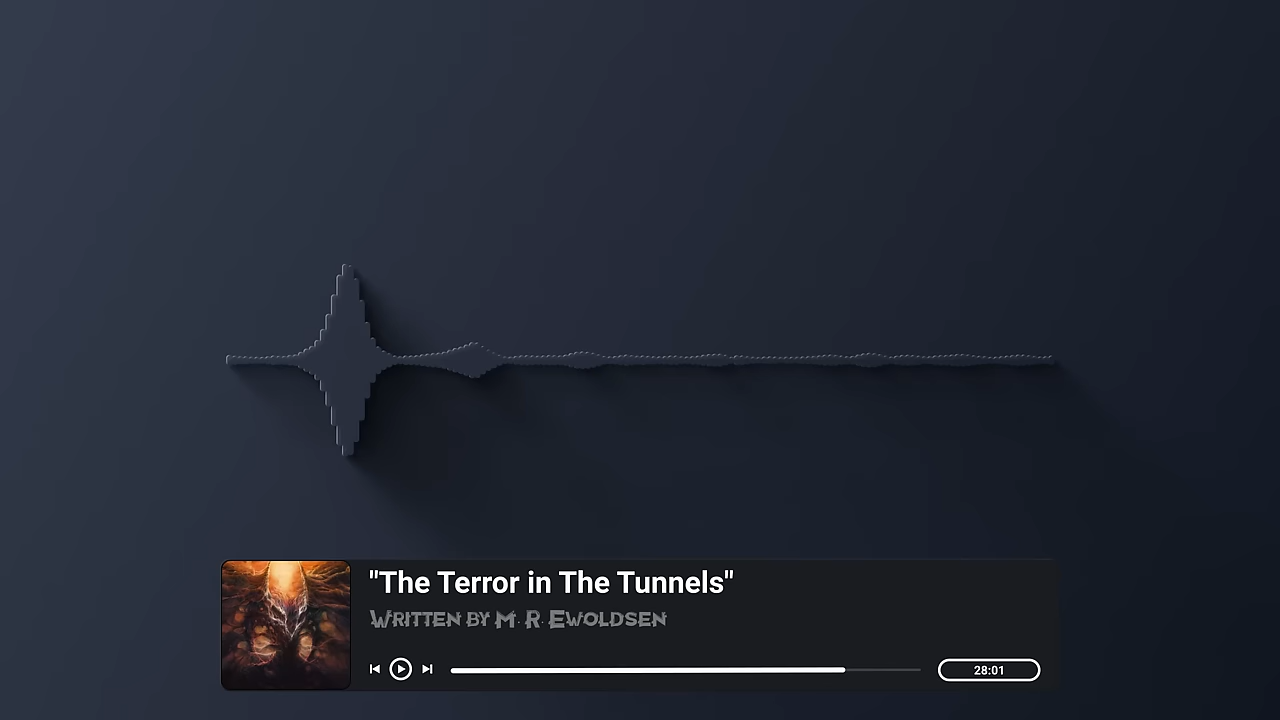 "The Terror in The Tunnels"
Written by M. R. Ewoldsen
28:01